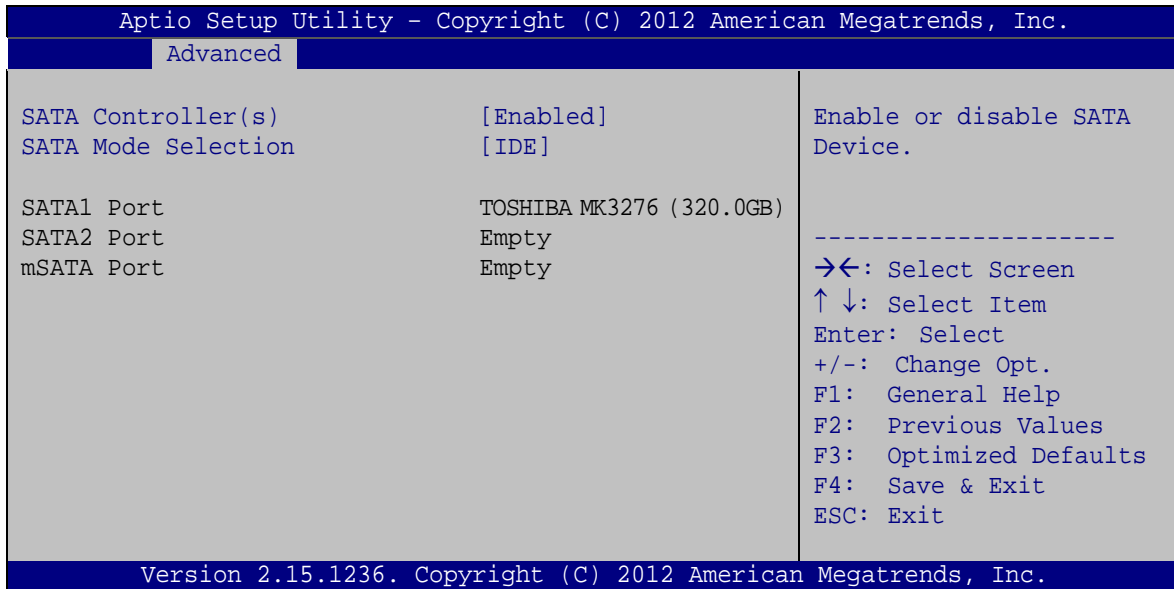 Aptio Setup Utility – Copyright (C) 2012 American Megatrends, Inc.
Advanced
SATA Controller(s) [Enabled]
SATA Mode Selection [IDE]
SATA1 Port TOSHIBA MK3276 (320.0GB)
SATA2 Port Empty
mSATA Port Empty
Enable or disable SATA
Device.
---------------------
→←: Select Screen
↑ ↓: Select Item
Enter: Select
+/-: Change Opt.
F1: General Help
F2: Previous Values
F3: Optimized Defaults
F4: Save & Exit
ESC: Exit
Version 2.15.1236. Copyright (C) 2012 American Megatrends, Inc.